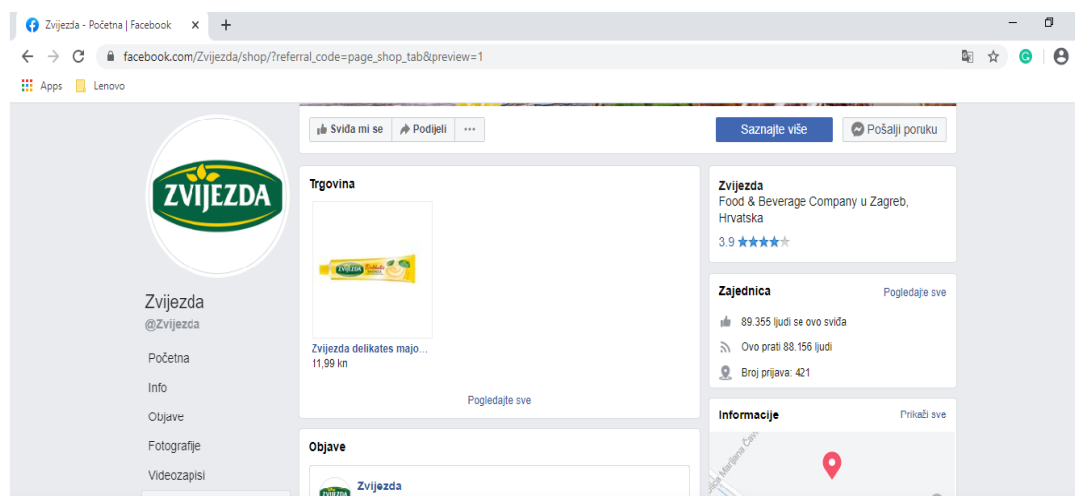 Zvijezda - Početna | Facebook
facebook.com/Zvijezda/shop/?referral_code=page_shop_tab&preview=1
Apps
Lenovo
Sviđa mi se
Podijeli
Saznajte više
Pošalji poruku
ZVIJEZDA
Zvijezda
@Zvijezda
Početna
Info
Objave
Fotografije
Videozapisi
Trgovina
ZVIJEZDA
Zvijezda delikates majo...
11,99 kn
Pogledajte sve
Objave
ZVIJEZDA
Zvijezda
Zvijezda
Food & Beverage Company u Zagreb,
Hrvatska
3.9
Zajednica
Pogledajte sve
89.355 ljudi se ovo sviđa
Ovo prati 88.156 ljudi
Broj prijava: 421
Informacije
Prikaži sve
Marijana